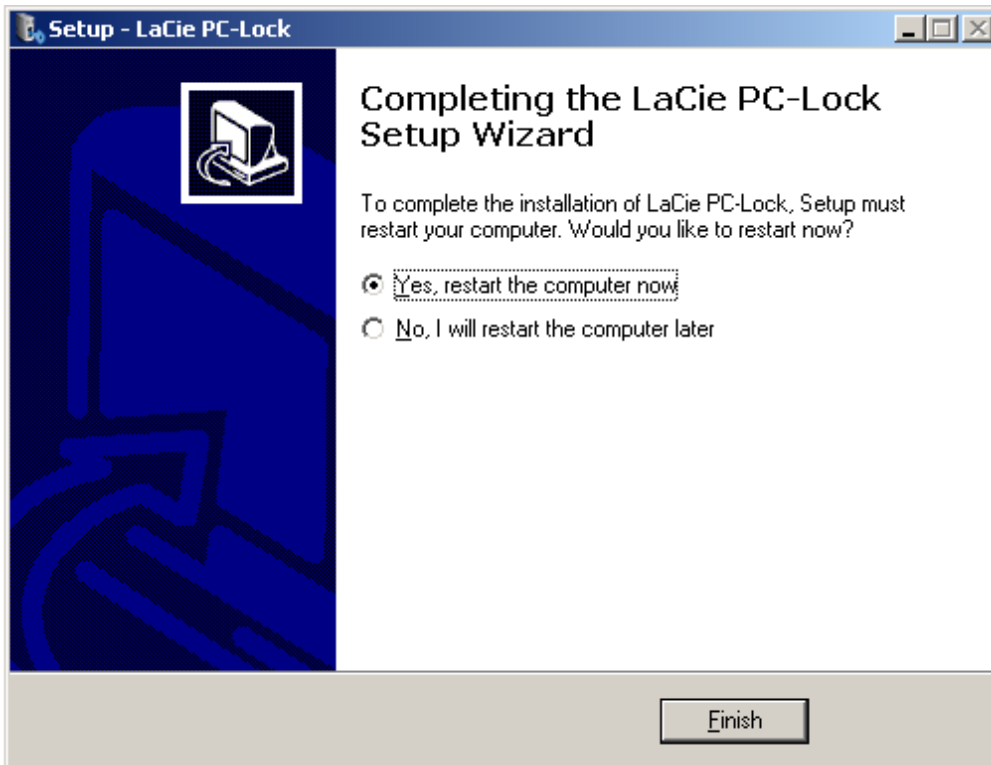 Setup - LaCie PC-Lock
Completing the LaCie PC-Lock
Setup Wizard
To complete the installation of LaCie PC-Lock, Setup must
restart your computer. Would you like to restart now?
Yes, restart the computer now
No, I will restart the computer later
Finish